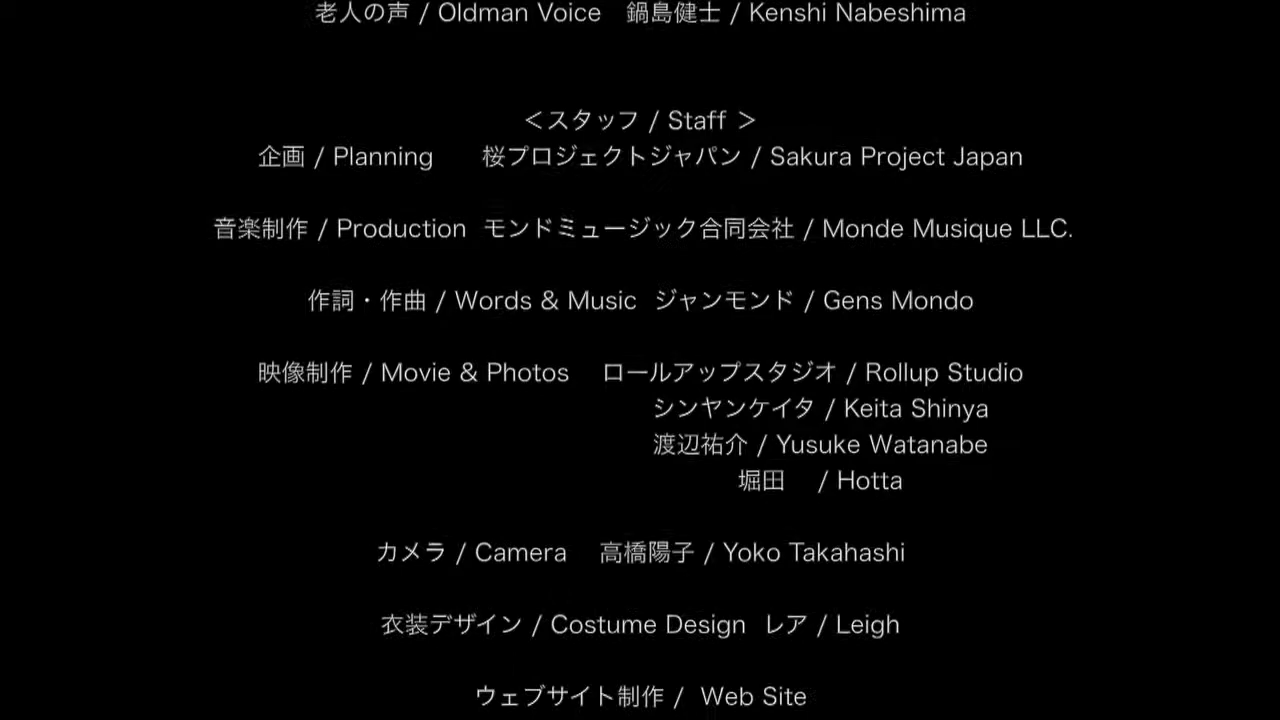 老人の声 / Oldman Voice 鍋島健士 / Kenshi Nabeshima
＜スタッフ / Staff ＞
企画 / Planning 桜プロジェクトジャパン / Sakura Project Japan
音楽制作 / Production モンドミュージック合同会社 / Monde Musique LLC.
作詞・作曲 / Words & Music ジャンモンド / Gens Mondo
映像制作 / Movie & Photos ロールアップスタジオ / Rollup Studio
シンヤンケイタ / Keita Shinya
渡辺祐介 / Yusuke Watanabe
堀田 / Hotta
カメラ / Camera 高橋陽子 / Yoko Takahashi
衣装デザイン / Costume Design レア / Leigh
ウェブサイト制作 / Web Site